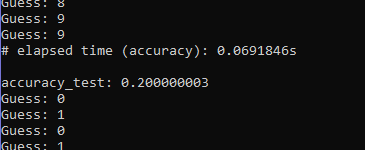 Guess: 8
Guess: 9
Guess: 9
# elapsed time (accuracy): 0.0691846s
accuracy_test: 0.200000003
Guess: 0
Guess: 1
Guess: 0
Guess: 1